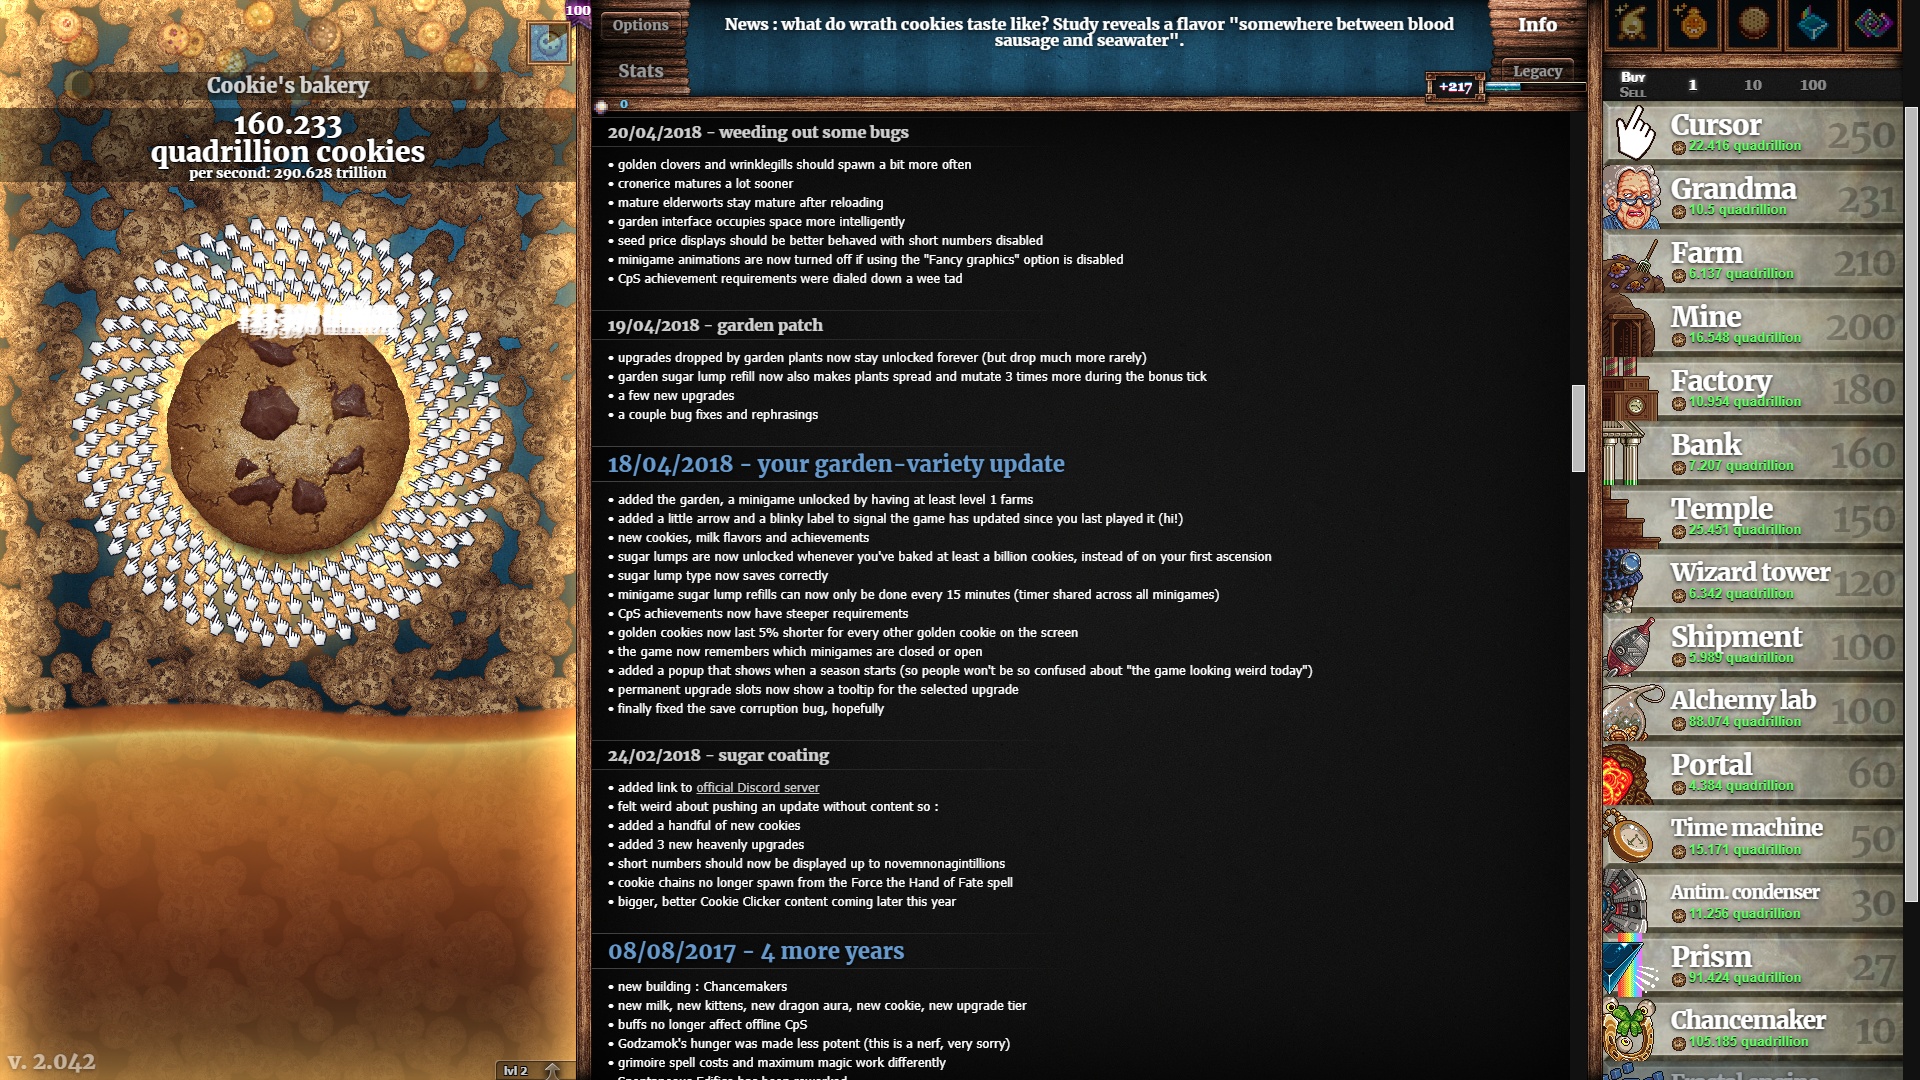 100
Cookie's bakery
160.233
quadrillion cookies
per second: 290.628 trillion
v. 2.042
lvl 2
Options
Stats
News : what do wrath cookies taste like? Study reveals a flavor "somewhere between blood
sausage and seawater".
Info
Legacy
+217
0
20/04/2018 - weeding out some bugs
• golden clovers and wrinklegills should spawn a bit more often
• cronerice matures a lot sooner
• mature elderworts stay mature after reloading
• garden interface occupies space more intelligently
• seed price displays should be better behaved with short numbers disabled
• minigame animations are now turned off if using the "Fancy graphics" option is disabled
• CpS achievement requirements were dialed down a wee tad
19/04/2018 - garden patch
• upgrades dropped by garden plants now stay unlocked forever (but drop much more rarely)
• garden sugar lump refill now also makes plants spread and mutate 3 times more during the bonus tick
• a few new upgrades
• a couple bug fixes and rephrasings
18/04/2018 - your garden-variety update
• added the garden, a minigame unlocked by having at least level 1 farms
• added a little arrow and a blinky label to signal the game has updated since you last played it (hi!)
• new cookies, milk flavors and achievements
• sugar lumps are now unlocked whenever you've baked at least a billion cookies, instead of on your first ascension
• sugar lump type now saves correctly
• minigame sugar lump refills can now only be done every 15 minutes (timer shared across all minigames)
• CpS achievements now have steeper requirements
• golden cookies now last 5% shorter for every other golden cookie on the screen
• the game now remembers which minigames are closed or open
• added a popup that shows when a season starts (so people won't be so confused about "the game looking weird today")
• permanent upgrade slots now show a tooltip for the selected upgrade
• finally fixed the save corruption bug, hopefully
24/02/2018 - sugar coating
• added link to official Discord server
• felt weird about pushing an update without content so :
• added a handful of new cookies
• added 3 new heavenly upgrades
• short numbers should now be displayed up to novemnonagintillions
• cookie chains no longer spawn from the Force the Hand of Fate spell
• bigger, better Cookie Clicker content coming later this year
08/08/2017 - 4 more years
• new building : Chancemakers
• new milk, new kittens, new dragon aura, new cookie, new upgrade tier
• buffs no longer affect offline CpS
• Godzamok's hunger was made less potent (this is a nerf, very sorry)
• grimoire spell costs and maximum magic work differently
• Spontaneous Edifice has been reworked
Buy
Sell
1 10 100
Cursor
22.416 quadrillion
250
Grandma
10.5 quadrillion
231
Farm
6.137 quadrillion
210
Mine
16.548 quadrillion
200
Factory
10.954 quadrillion
180
Bank
7.207 quadrillion
160
Temple
25.451 quadrillion
150
Wizard tower
6.342 quadrillion
120
Shipment
5.989 quadrillion
100
Alchemy lab
88.074 quadrillion
100
Portal
4.384 quadrillion
60
Time machine
15.171 quadrillion
50
Antim. condenser
11.256 quadrillion
30
Prism
91.424 quadrillion
27
Chancemaker
105.185 quadrillion
10
Fractal engine